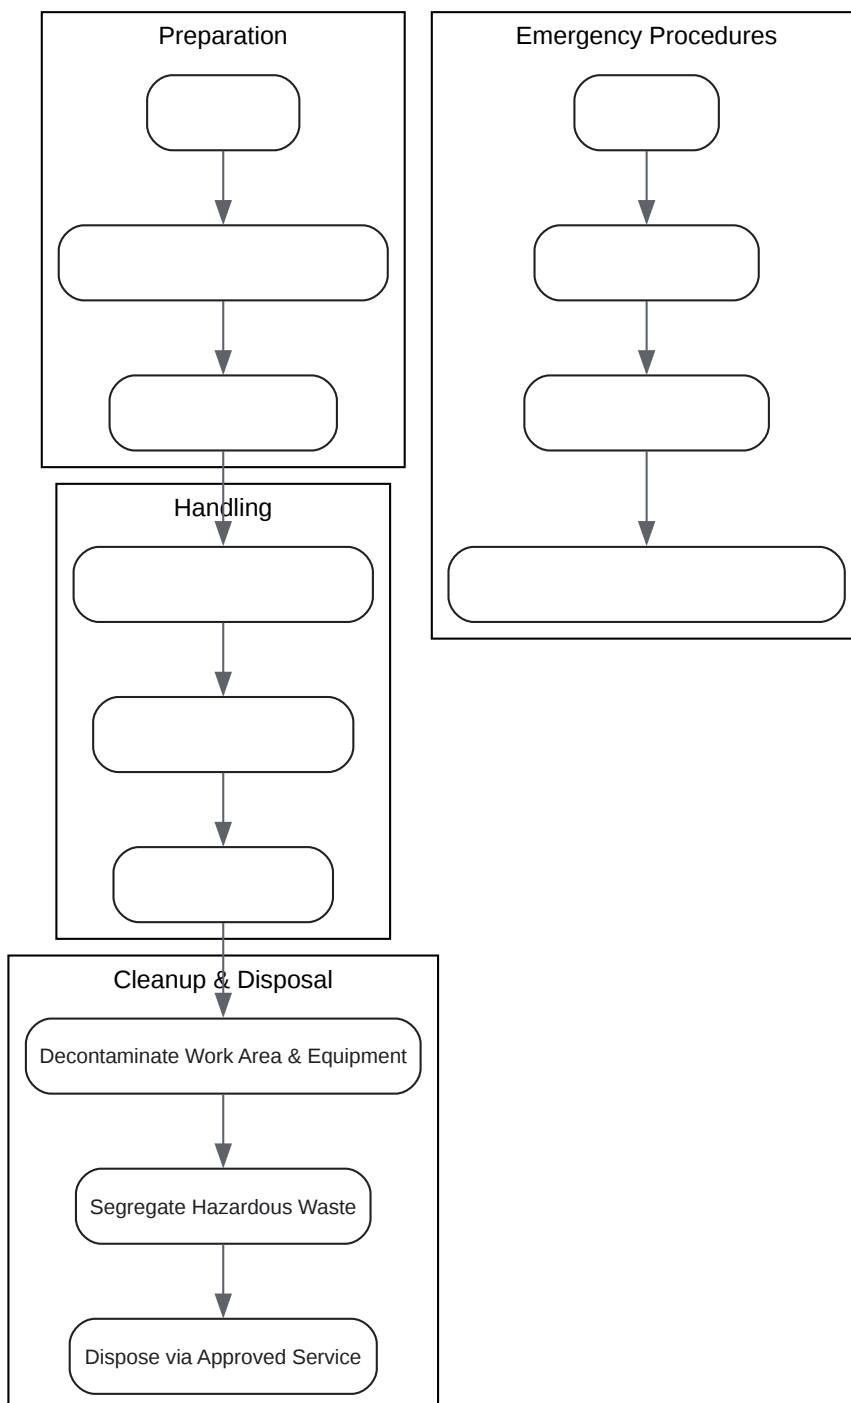 Preparation
Emergency Procedures
Handling
Cleanup & Disposal
Decontaminate Work Area & Equipment
Segregate Hazardous Waste
Dispose via Approved Service